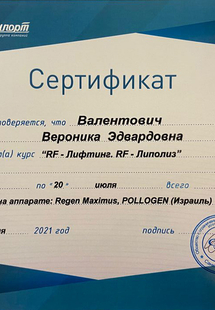 порт
Сертификат
оверяется, что Валентович
Вероника Эдвардовна
л(а) курс "RF - Лифтинг. RF - Липолиз"
по «20» июля всего
на аппарате: Regen Maximus, POLLOGEN (Израиль)
2021 год подпись